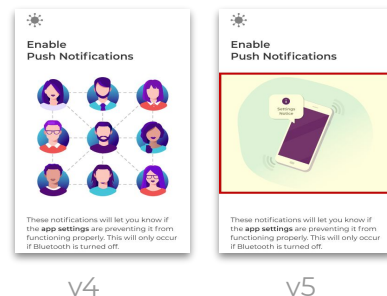 Enable
Push Notifications
These notifications will let you know if
the app settings are preventing it from
functioning properly. This will only occur
if Bluetooth is turned off.
v4
Enable
Push Notifications
Settings
Notice
These notifications will let you know if
the app settings are preventing it from
functioning properly. This will only occur
if Bluetooth is turned off.
v5